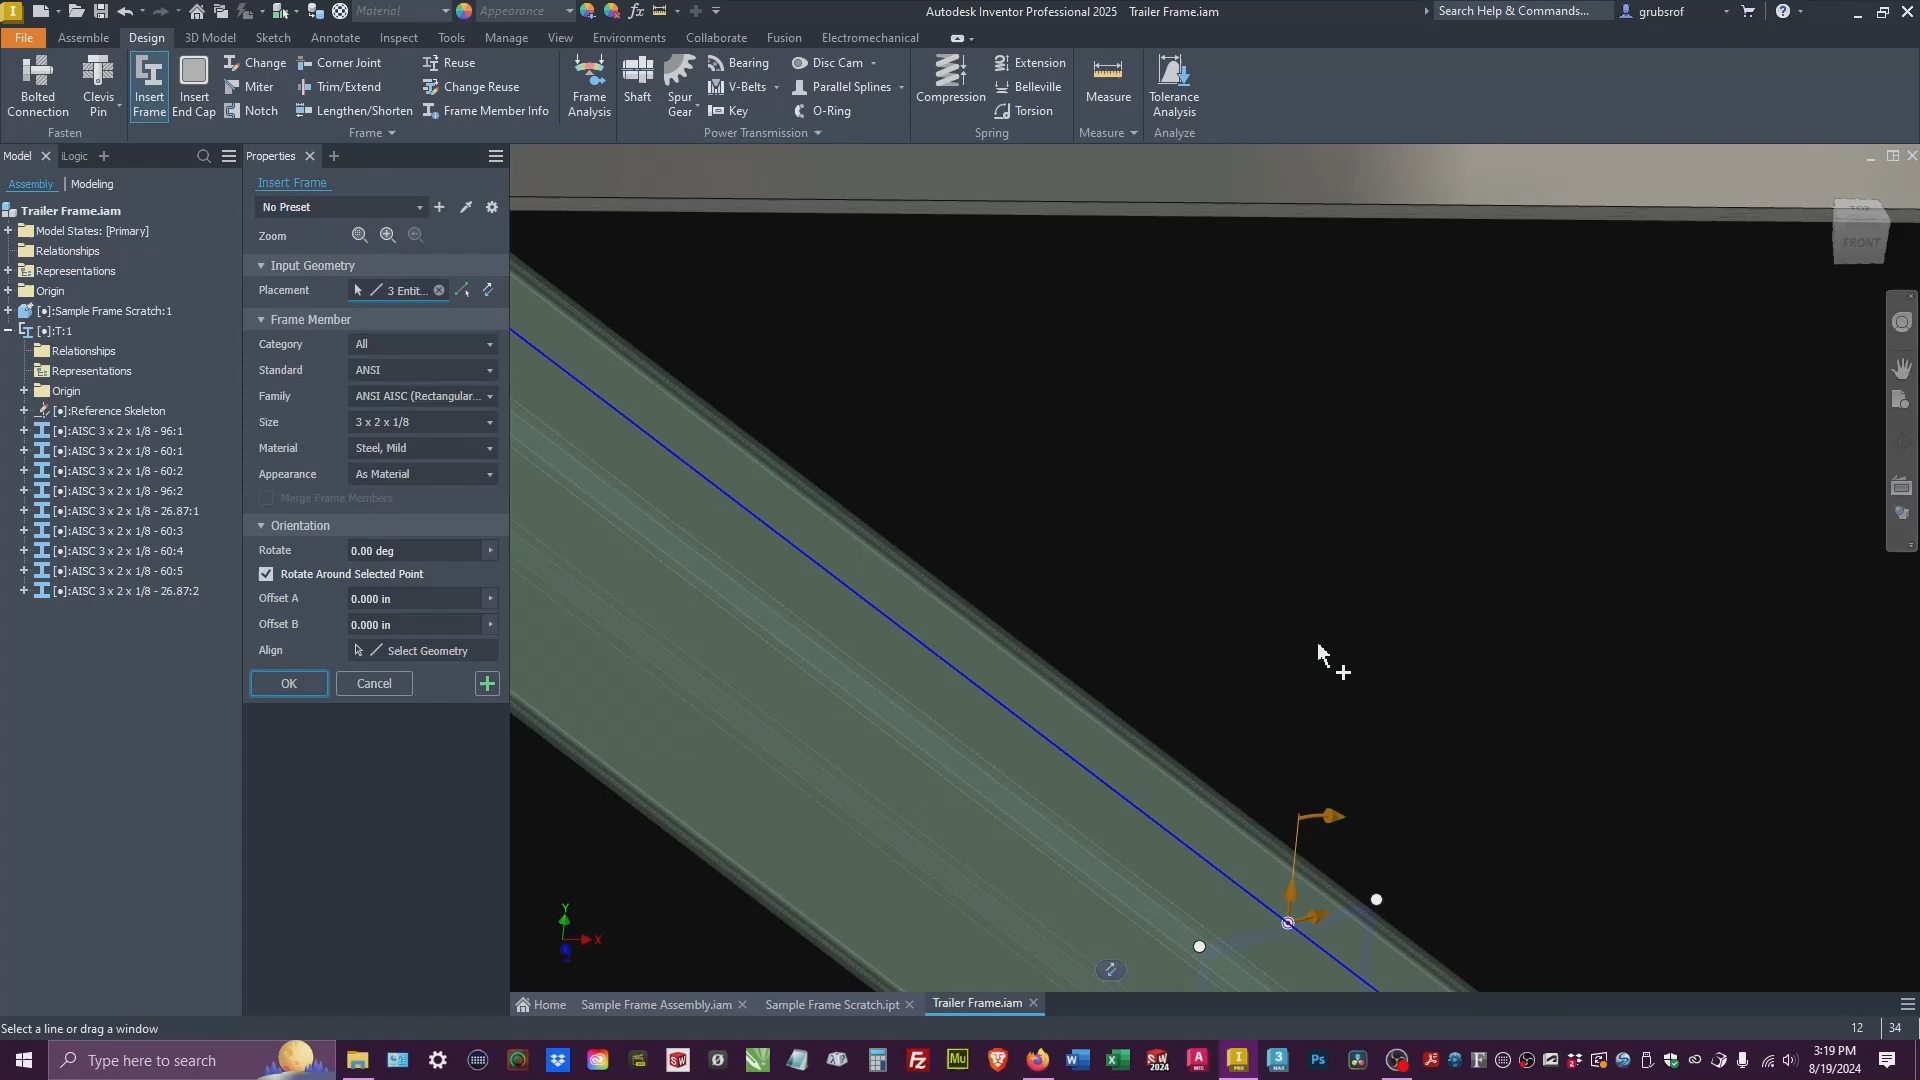 Material
Appearance
Autodesk Inventor Professional 2025 Trailer Frame.iam
Search Help & Commands...
grubsrof
File
Assemble
Design
3D Model
Sketch
Annotate
Inspect
Tools
Manage
View
Environments
Collaborate
Fusion
Electromechanical
Bolted Connection
Clevis Pin
Insert Frame
Insert End Cap
Change
Miter
Notch
Corner Joint
Trim/Extend
Lengthen/Shorten
Reuse
Change Reuse
Frame Member Info
Frame Analysis
Shaft
Spur Gear
Bearing
V-Belts
Key
Disc Cam
Parallel Splines
O-Ring
Compression
Extension
Belleville
Torsion
Measure
Tolerance Analysis
Fasten
Frame
Power Transmission
Spring
Measure
Analyze
Model
iLogic
Assembly | Modeling
Trailer Frame.iam
Model States: [Primary]
Relationships
Representations
Origin
[●]:Sample Frame Scratch:1
[●]:T:1
Relationships
Representations
Origin
[●]:Reference Skeleton
[●]:AISC 3 x 2 x 1/8 - 96:1
[●]:AISC 3 x 2 x 1/8 - 60:1
[●]:AISC 3 x 2 x 1/8 - 60:2
[●]:AISC 3 x 2 x 1/8 - 96:2
[●]:AISC 3 x 2 x 1/8 - 26.87:1
[●]:AISC 3 x 2 x 1/8 - 60:3
[●]:AISC 3 x 2 x 1/8 - 60:4
[●]:AISC 3 x 2 x 1/8 - 60:5
[●]:AISC 3 x 2 x 1/8 - 26.87:2
Properties
Insert Frame
No Preset
Zoom
Input Geometry
Placement 3 Entit...
Frame Member
Category All
Standard ANSI
Family ANSI AISC (Rectangular...
Size 3 x 2 x 1/8
Material Steel, Mild
Appearance As Material
Merge Frame Members
Orientation
Rotate 0.00 deg
Rotate Around Selected Point
Offset A 0.000 in
Offset B 0.000 in
Align Select Geometry
OK
Cancel
TOP
FRONT
Y
X
Z
Home
Sample Frame Assembly.iam
Sample Frame Scratch.ipt
Trailer Frame.iam
Select a line or drag a window
12
34
Type here to search
Mu
2024
Ps
3:19 PM
8/19/2024